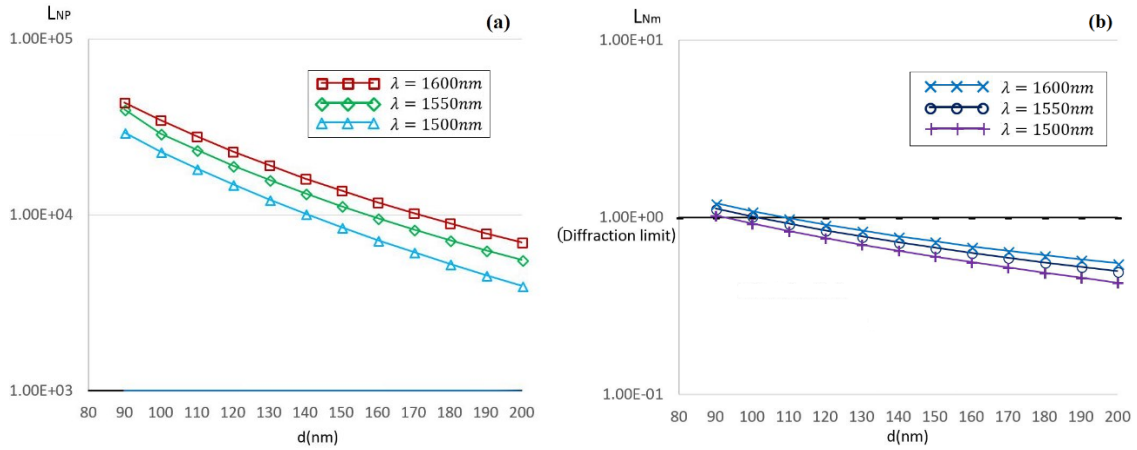 L_NP
(a)
1.00E+05
λ = 1600nm
λ = 1550nm
λ = 1500nm
1.00E+04
1.00E+03
80 90 100 110 120 130 140 150 160 170 180 190 200
d(nm)
L_Nm
(b)
1.00E+01
λ = 1600nm
λ = 1550nm
λ = 1500nm
1.00E+00
(Diffraction limit)
1.00E-01
80 90 100 110 120 130 140 150 160 170 180 190 200
d(nm)